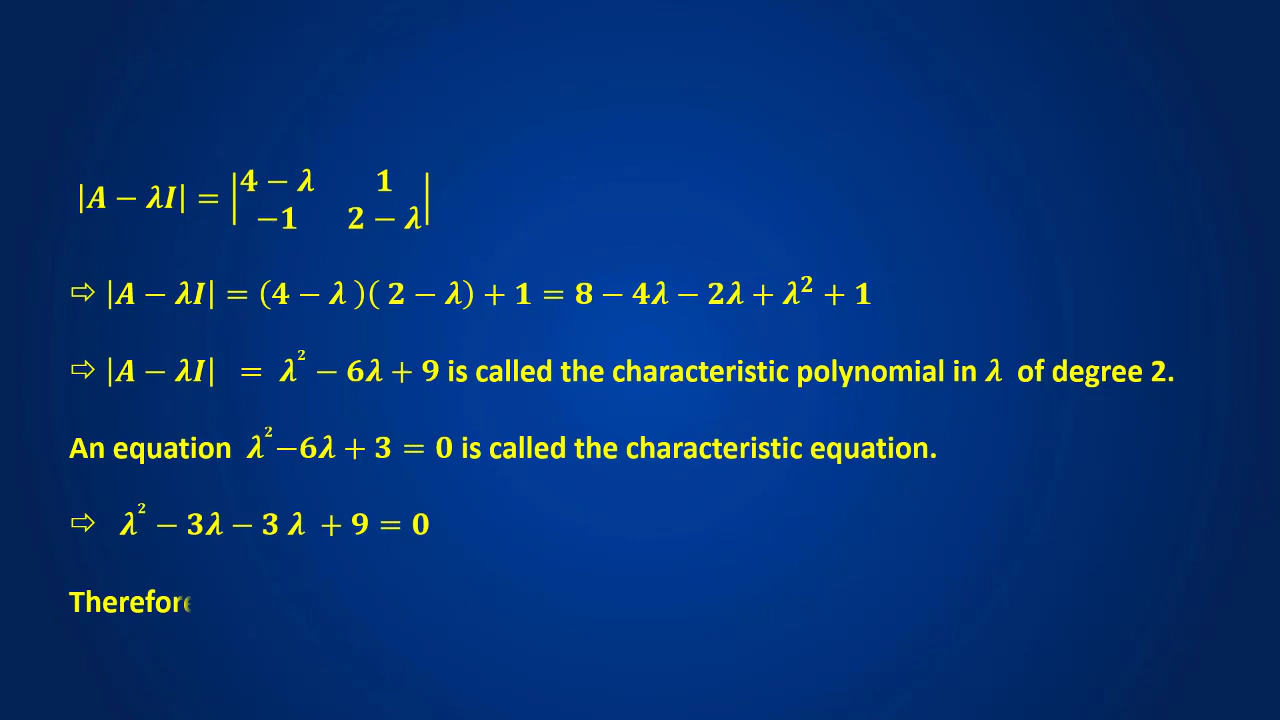 |A − λI| = |4 − λ 1 −1 2 − λ|
⇨ |A − λI| = (4 − λ )( 2 − λ) + 1 = 8 − 4λ − 2λ + λ² + 1
⇨ |A − λI| = λ² − 6λ + 9 is called the characteristic polynomial in λ of degree 2.
An equation λ²−6λ + 3 = 0 is called the characteristic equation.
⇨ λ² − 3λ − 3 λ + 9 = 0
Therefore